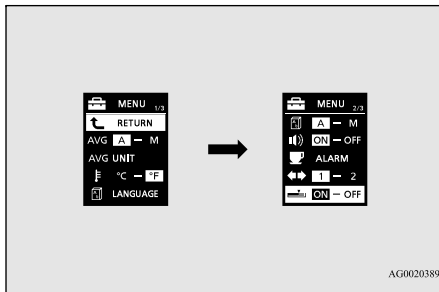 MENU 1/3
RETURN
AVG A – M
AVG UNIT
°C – °F
LANGUAGE
MENU 2/3
A – M
ON – OFF
ALARM
1 – 2
ON – OFF
AG0020389